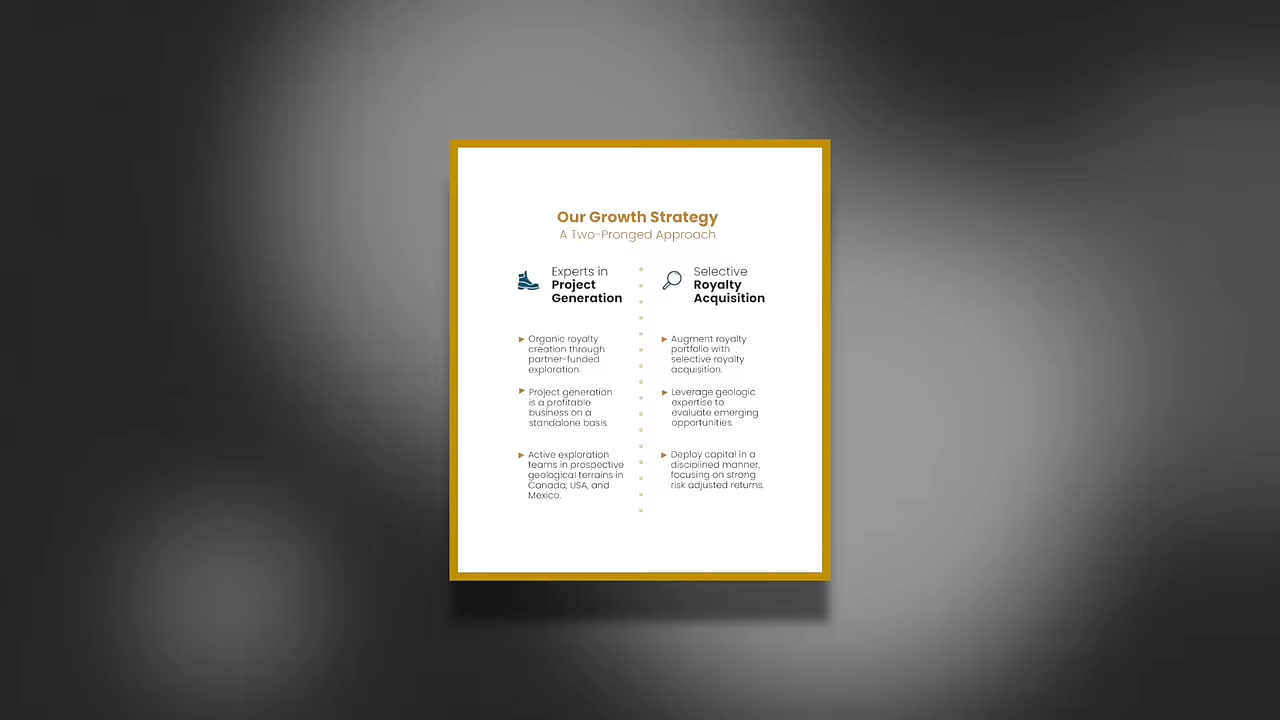 Our Growth Strategy
A Two-Pronged Approach
Experts in
Project
Generation
Organic royalty
creation through
partner-funded
exploration.
Project generation
is a profitable
business on a
standalone basis.
Active exploration
teams in prospective
geological terrains in
Canada, USA, and
Mexico.
Selective
Royalty
Acquisition
Augment royalty
portfolio with
selective royalty
acquisition.
Leverage geologic
expertise to
evaluate emerging
opportunities.
Deploy capital in a
disciplined manner,
focusing on strong
risk adjusted returns.